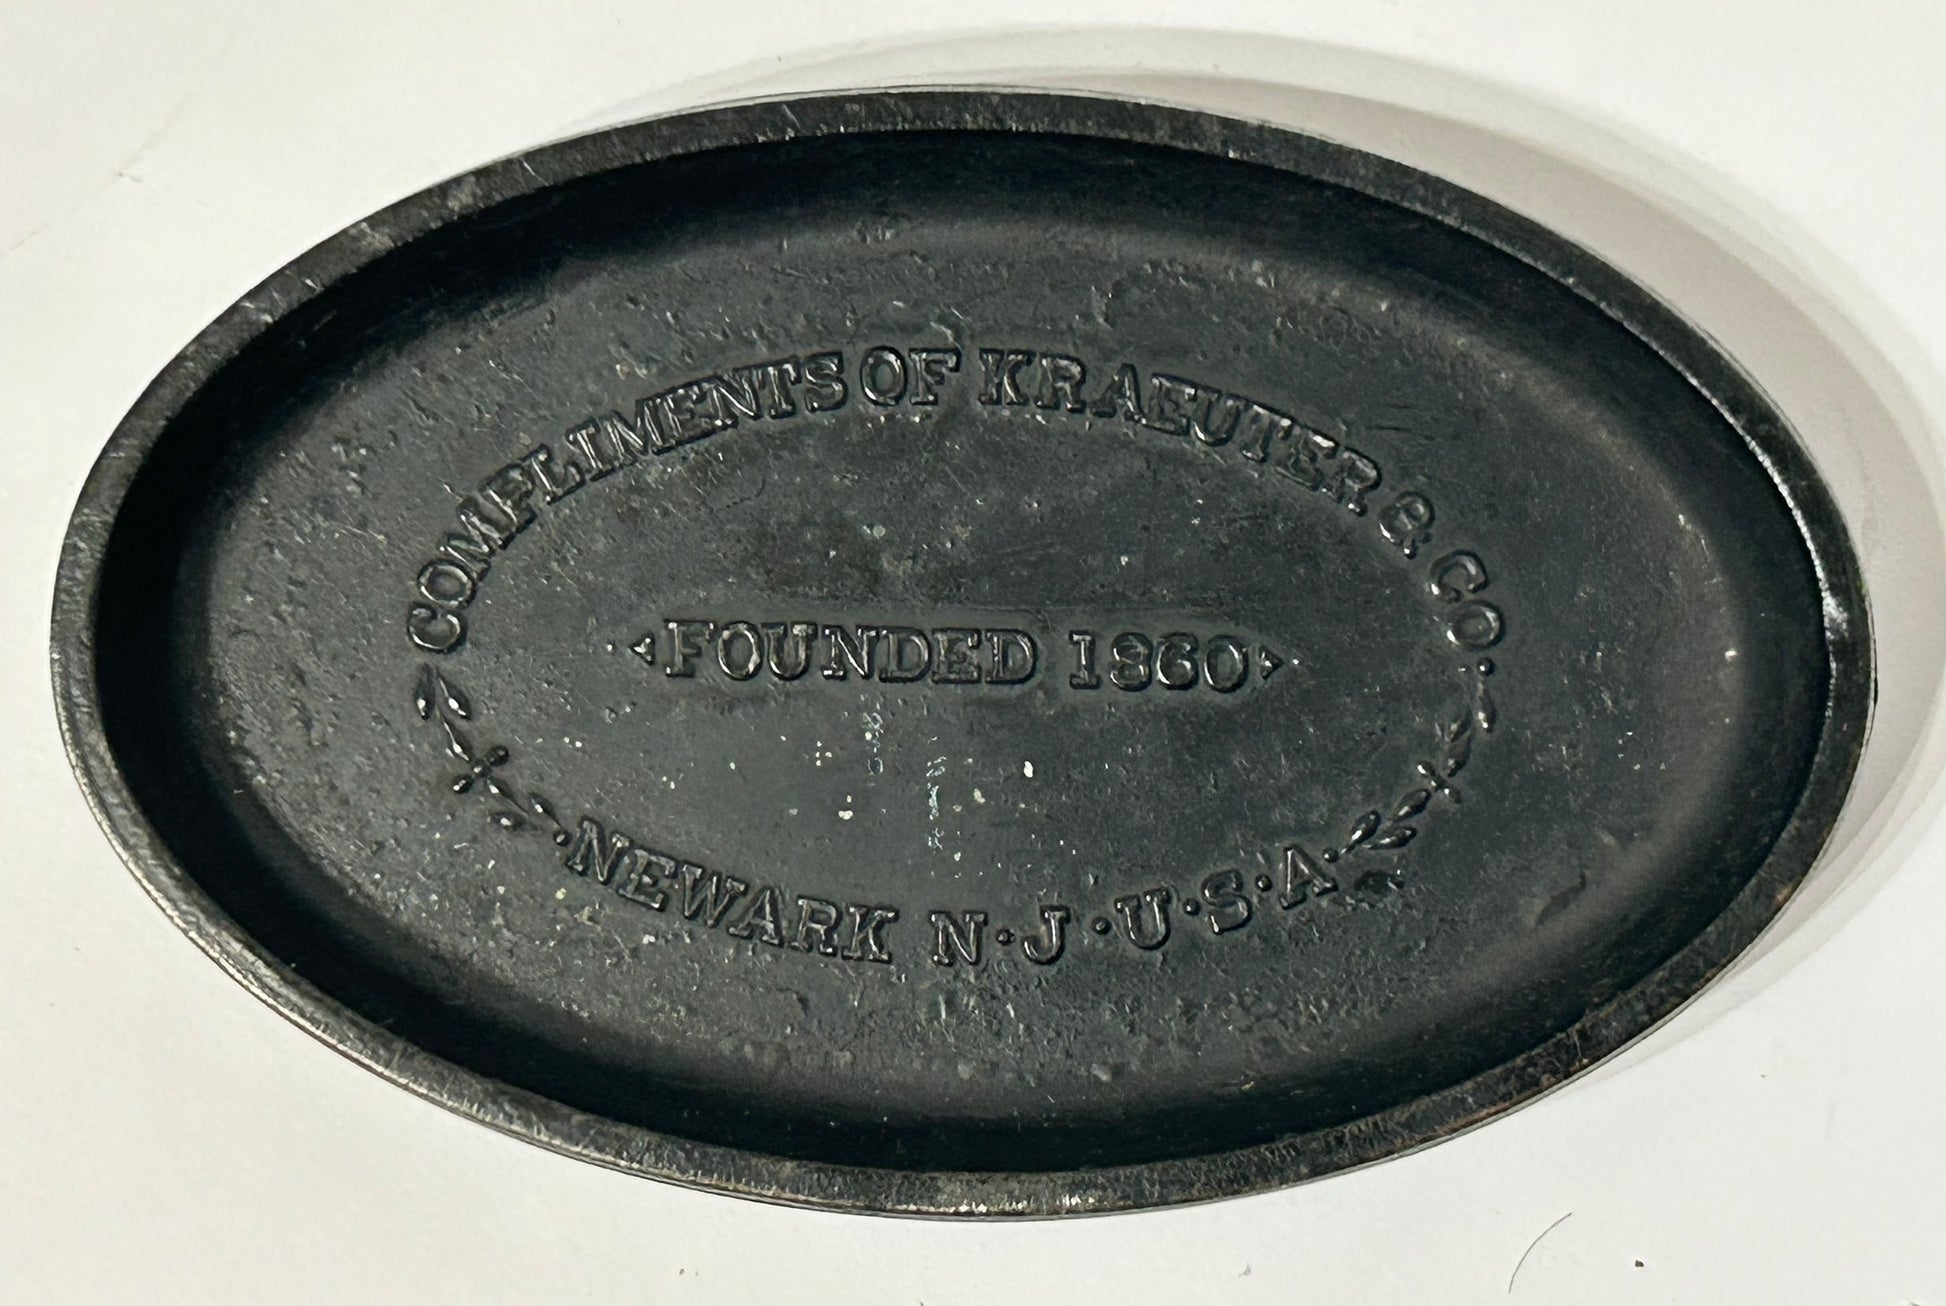 COMPLIMENTS OF KRAEUTER & CO.
FOUNDED 1860
·NEWARK N·J·U·S·A·